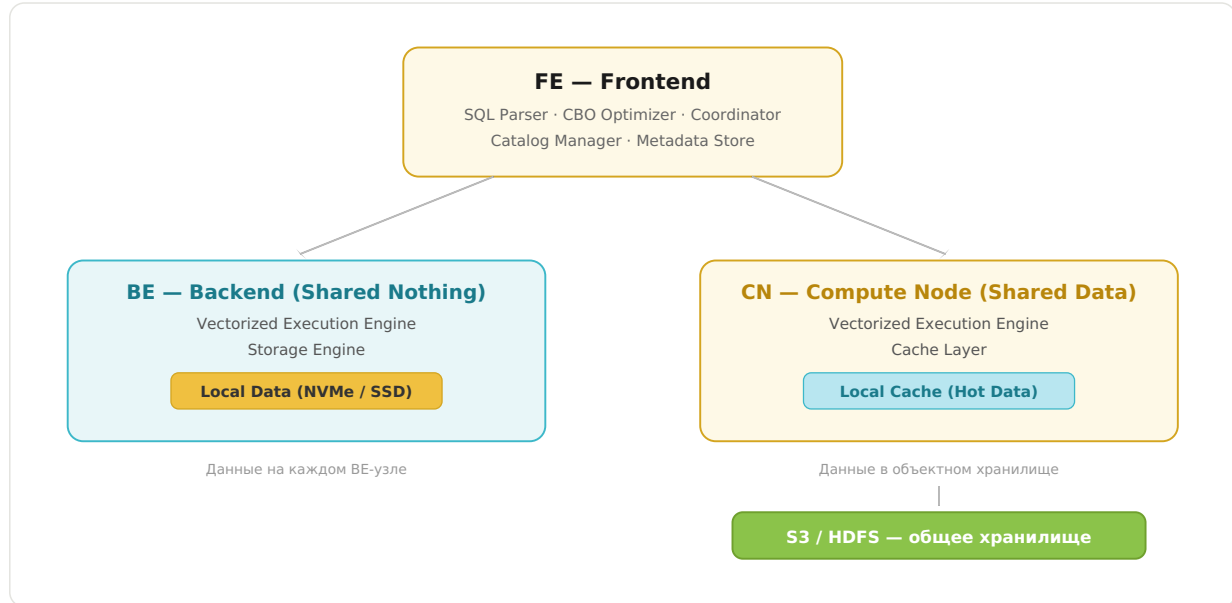 FE — Frontend
SQL Parser · CBO Optimizer · Coordinator
Catalog Manager · Metadata Store
BE — Backend (Shared Nothing)
Vectorized Execution Engine
Storage Engine
Local Data (NVMe / SSD)
Данные на каждом BE-узле
CN — Compute Node (Shared Data)
Vectorized Execution Engine
Cache Layer
Local Cache (Hot Data)
Данные в объектном хранилище
S3 / HDFS — общее хранилище